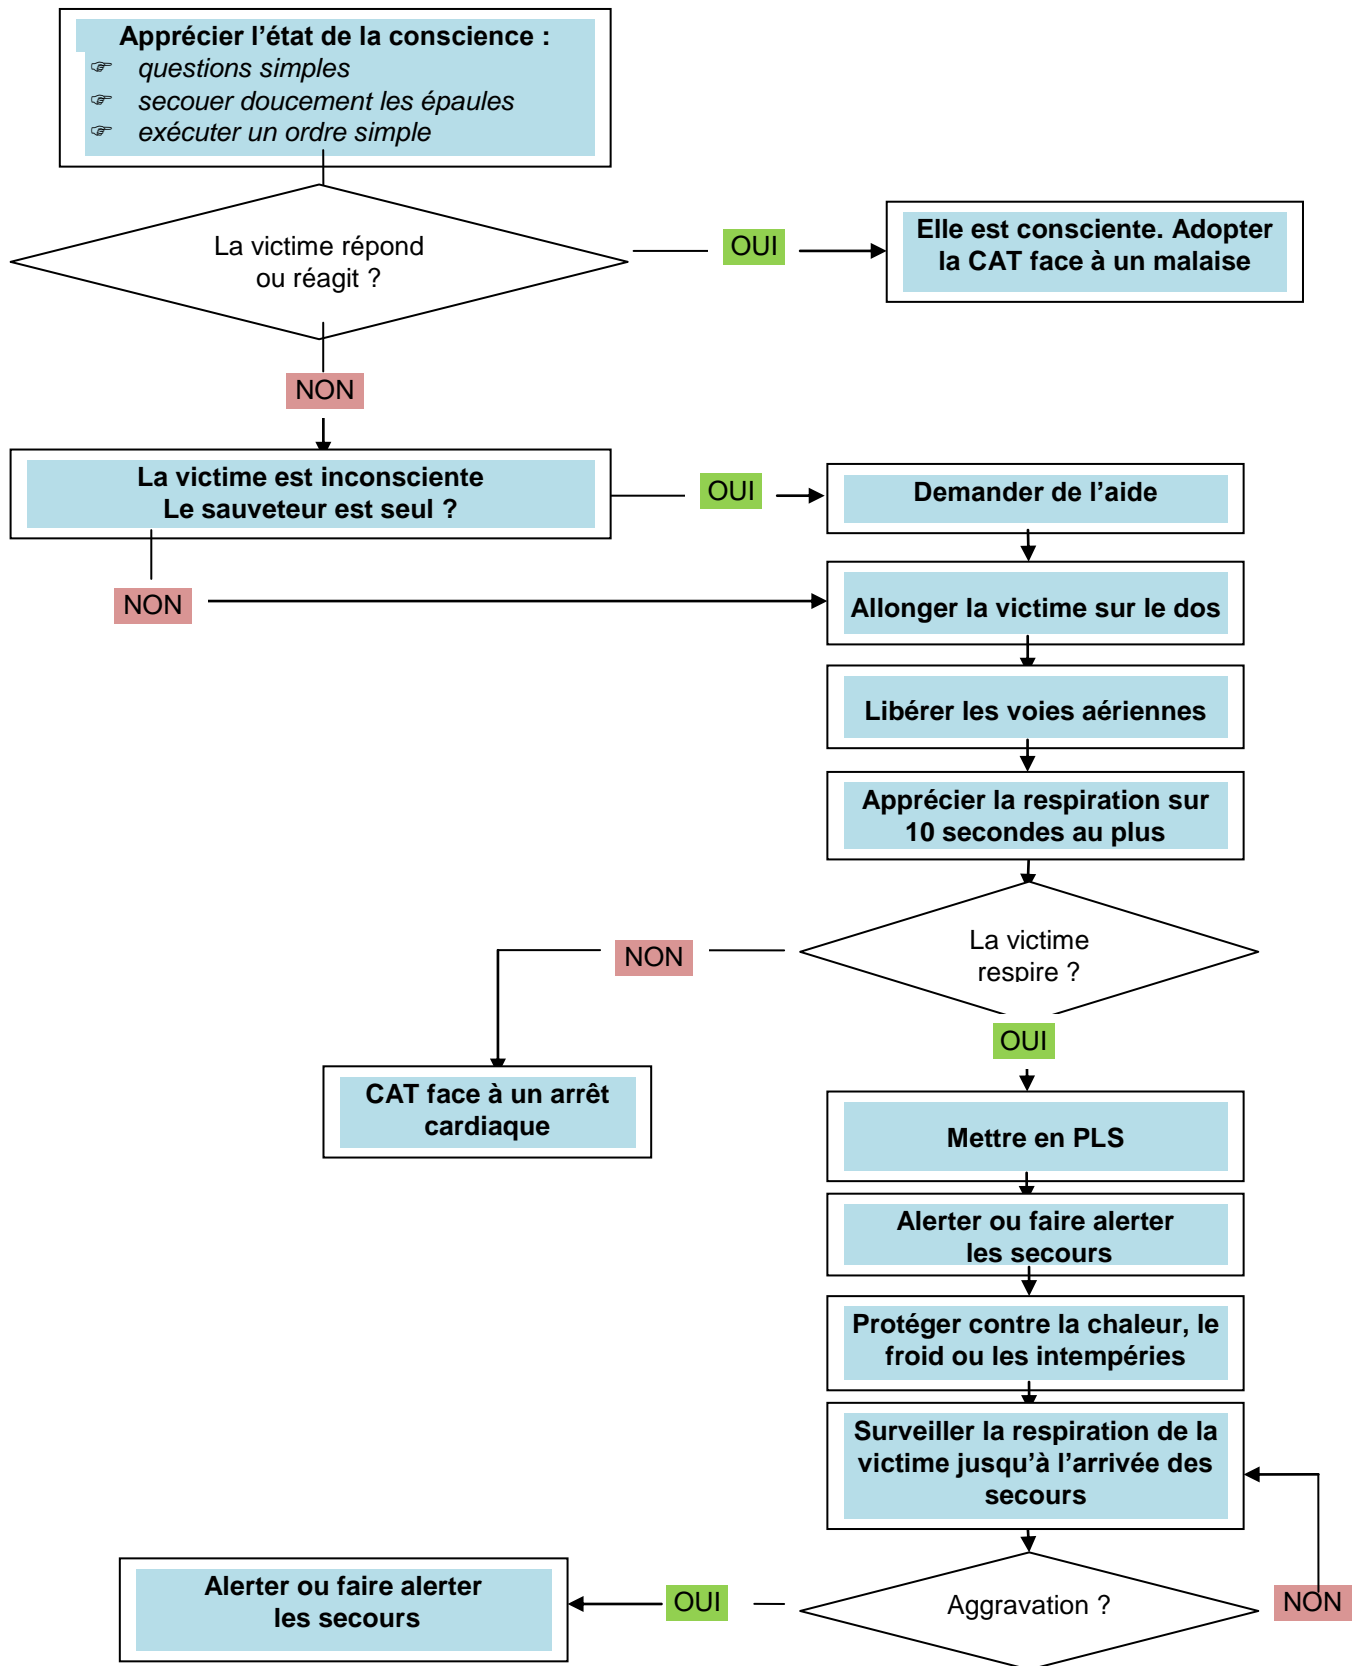 Apprécier l’état de la conscience :
☞ questions simples
☞ secouer doucement les épaules
☞ exécuter un ordre simple
La victime répond
ou réagit ?
OUI
Elle est consciente. Adopter
la CAT face à un malaise
NON
La victime est inconsciente
Le sauveteur est seul ?
OUI
Demander de l’aide
NON
Allonger la victime sur le dos
Libérer les voies aériennes
Apprécier la respiration sur
10 secondes au plus
La victime
respire ?
NON
OUI
CAT face à un arrêt
cardiaque
Mettre en PLS
Alerter ou faire alerter
les secours
Protéger contre la chaleur, le
froid ou les intempéries
Surveiller la respiration de la
victime jusqu’à l’arrivée des
secours
Aggravation ?
NON
OUI
Alerter ou faire alerter
les secours